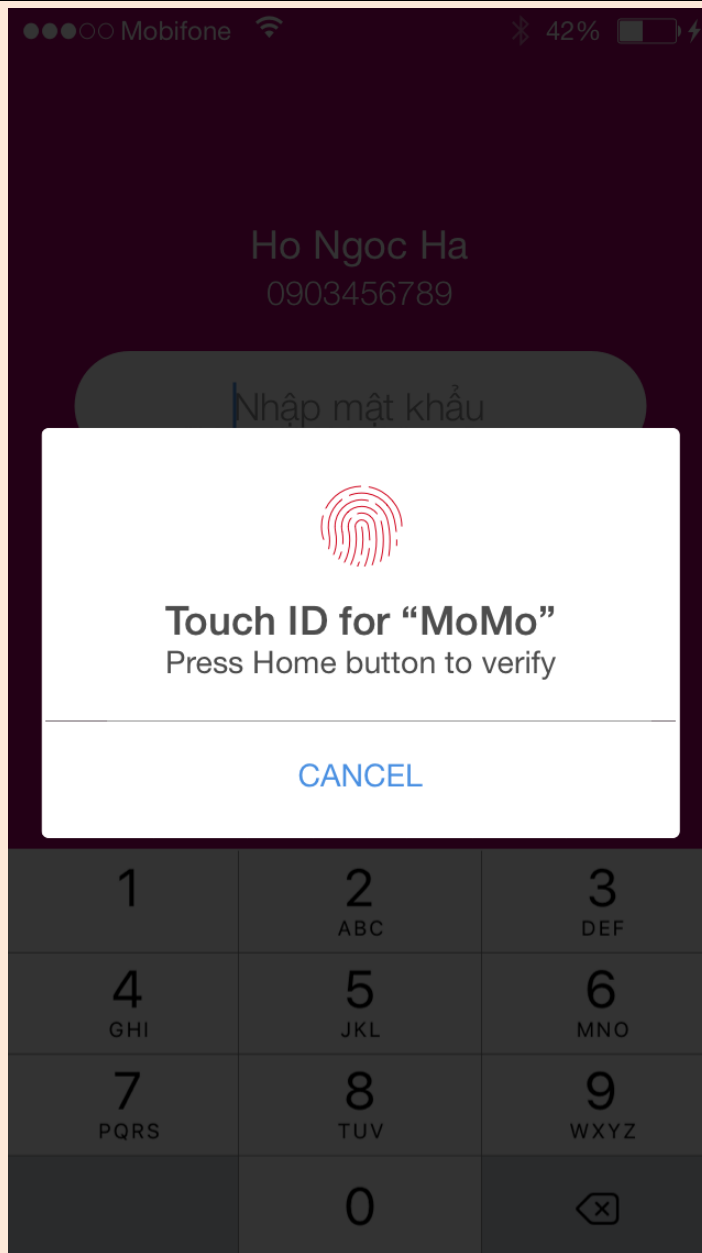 Mobifone 42%
Ho Ngoc Ha
0903456789
Nhập mật khẩu
Touch ID for “MoMo”
Press Home button to verify
CANCEL
1 2 3
ABC DEF
4 5 6
GHI JKL MNO
7 8 9
PQRS TUV WXYZ
0